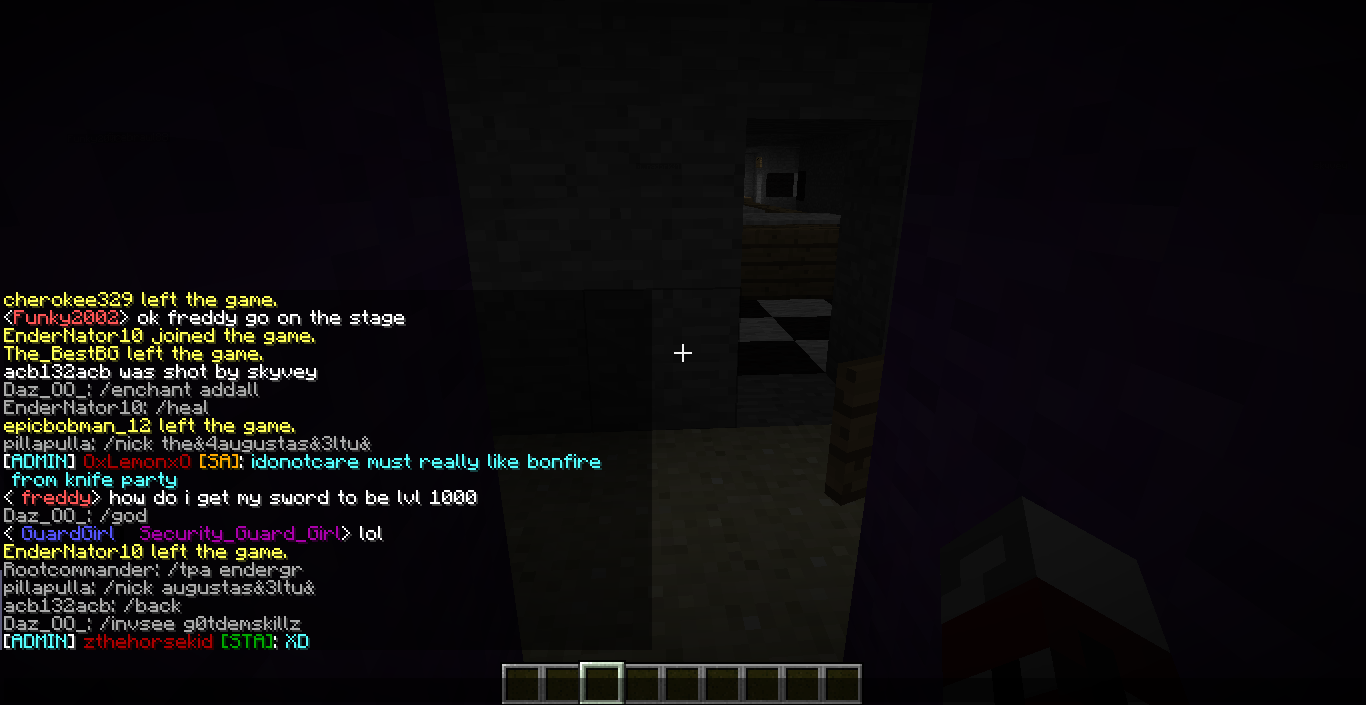 cherokee329 left the game.
<Funky2002> ok freddy go on the stage
EnderNator10 joined the game.
The_BestBG left the game.
acb132acb was shot by skyvey
Daz_OO_: /enchant addall
EnderNator10: /heal
epicbobman_12 left the game.
pillapulla: /nick the&4augustas&3ltu&
[ADMIN] OxLemonxO [SA]: idonotcare must really like bonfire
from knife party
< freddy> how do i get my sword to be lvl 1000
Daz_OO_: /god
< GuardGirl  Security_Guard_Girl> lol
EnderNator10 left the game.
Rootcommander: /tpa endergr
pillapulla: /nick augustas&3ltu&
acb132acb: /back
Daz_OO_: /invsee g0tdemskillz
[ADMIN] zthehorsekid [STA]: XD